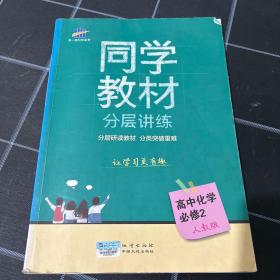 同学
教材
分层讲练
分层研读教材 分类突破重难
让学习更有趣
高中化学
必修2
人教版